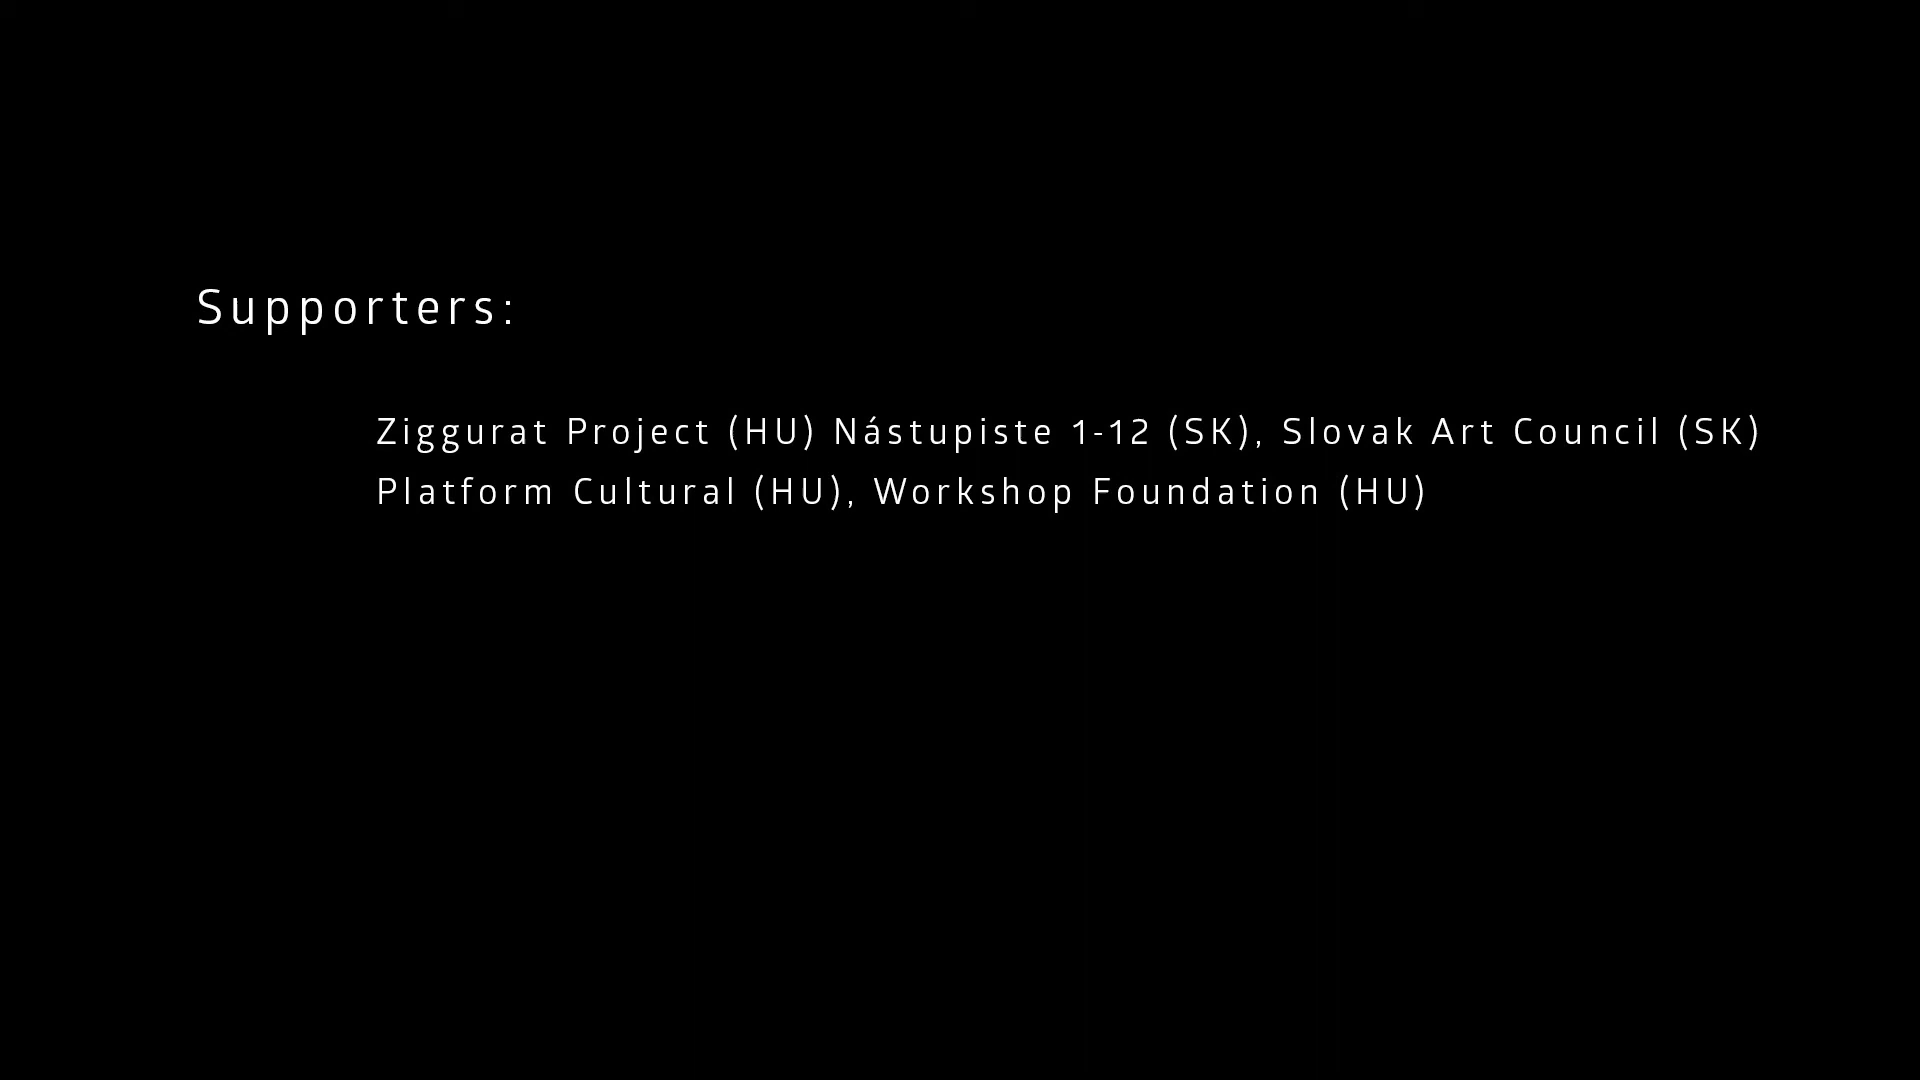 Supporters:
Ziggurat Project (HU) Nástupiste 1-12 (SK), Slovak Art Council (SK)
Platform Cultural (HU), Workshop Foundation (HU)